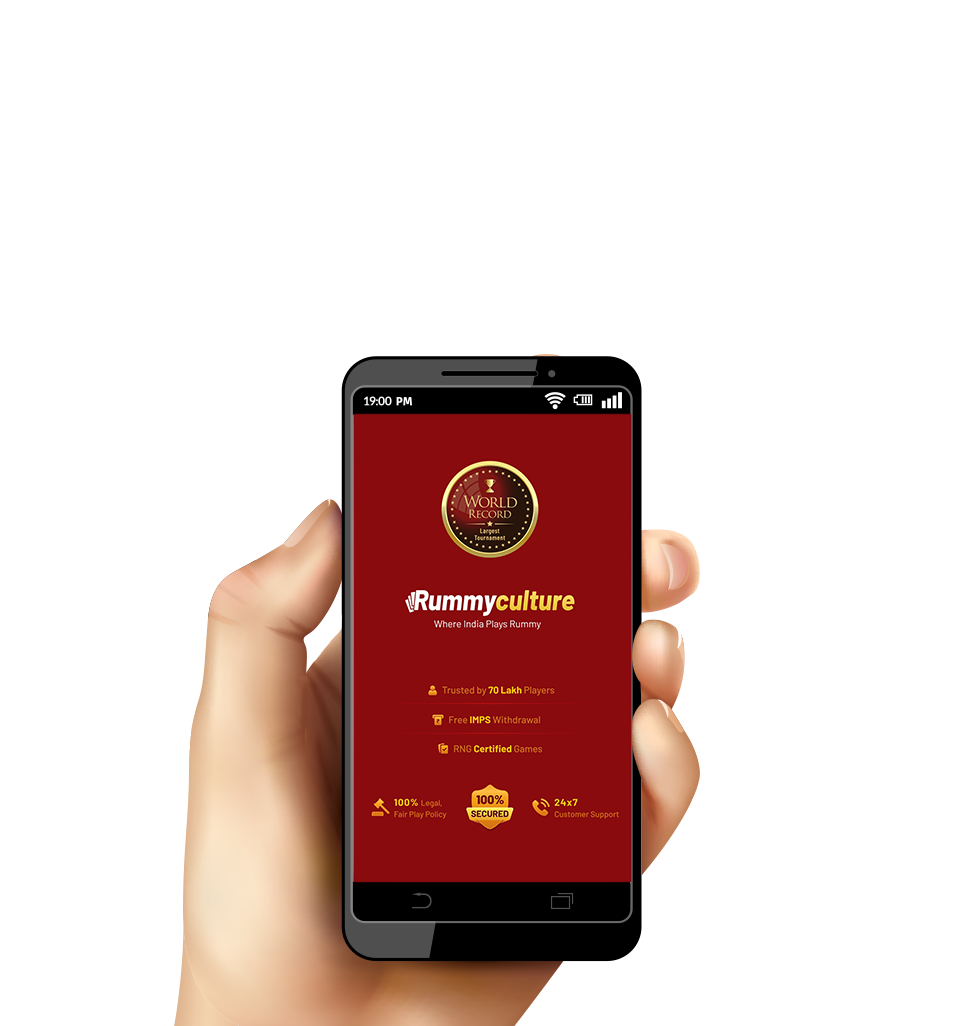 19:00 PM
WORLD
RECORD
Largest
Tournament
Rummyculture
Where India Plays Rummy
Trusted by 70 Lakh Players
Free IMPS Withdrawal
RNG Certified Games
100% Legal,
Fair Play Policy
100%
SECURED
24x7
Customer Support